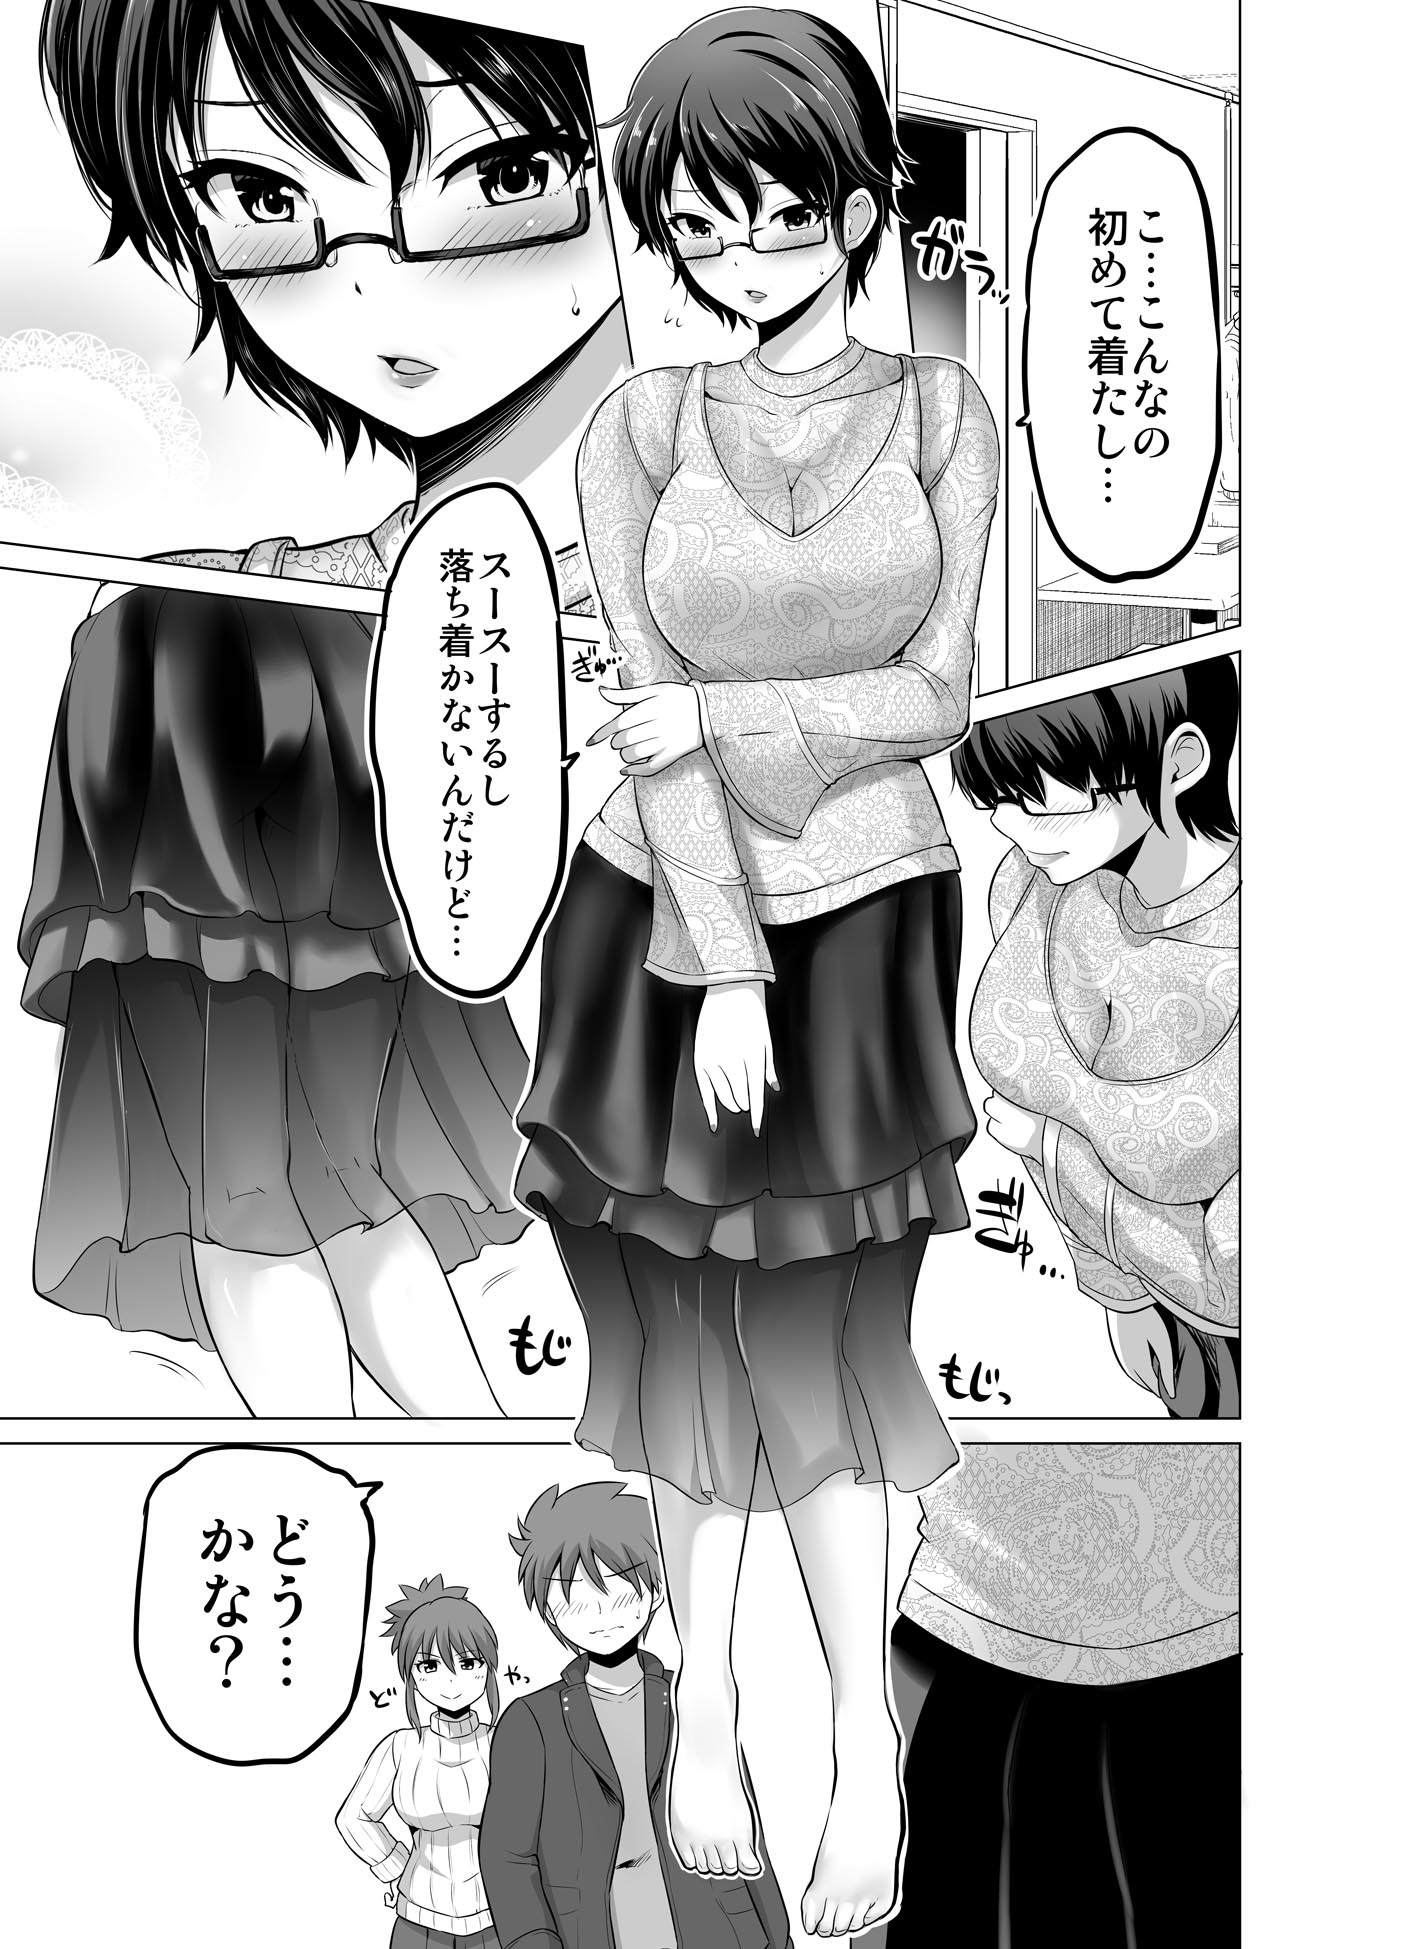 こ…こんなの
初めて着たし…
ガラッ
スースーするし
落ち着かないんだけど…
ぎゅ…
ぎゅ…
もじっ
もじ
どう…
かな？
どやっ